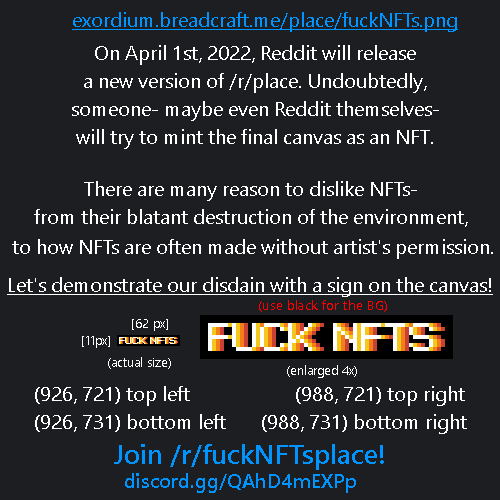 exordium.breadcraft.me/place/fuckNFTs.png
On April 1st, 2022, Reddit will release
a new version of /r/place. Undoubtedly,
someone- maybe even Reddit themselves-
will try to mint the final canvas as an NFT.
There are many reason to dislike NFTs-
from their blatant destruction of the environment,
to how NFTs are often made without artist's permission.
Let's demonstrate our disdain with a sign on the canvas!
(use black for the BG)
[62 px]
[11px] FUCK NFTS
(actual size)
FUCK NFTS
(enlarged 4x)
(926, 721) top left (988, 721) top right
(926, 731) bottom left (988, 731) bottom right
Join /r/fuckNFTsplace!
discord.gg/QAhD4mEXPp